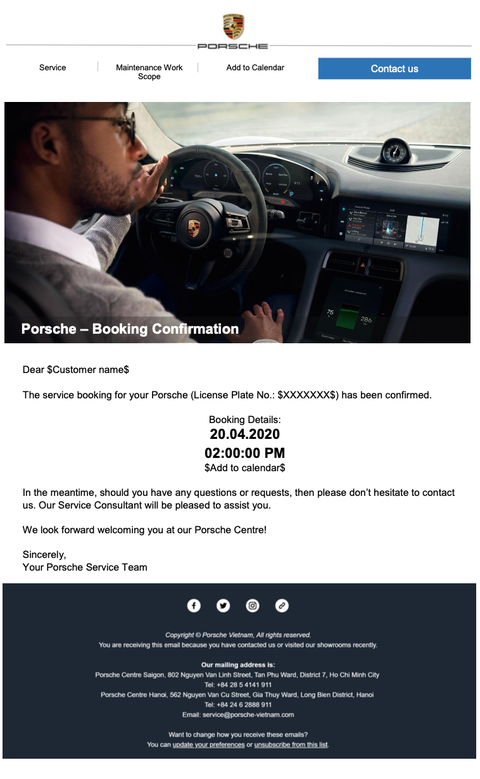 PORSCHE
Service
Maintenance Work
Scope
Add to Calendar
Contact us
Porsche – Booking Confirmation
Dear $Customer name$
The service booking for your Porsche (License Plate No.: $XXXXXXX$) has been confirmed.
Booking Details:
20.04.2020
02:00:00 PM
$Add to calendar$
In the meantime, should you have any questions or requests, then please don’t hesitate to contact
us. Our Service Consultant will be pleased to assist you.
We look forward welcoming you at our Porsche Centre!
Sincerely,
Your Porsche Service Team
Copyright © Porsche Vietnam, All rights reserved.
You are receiving this email because you have contacted us or visited our showrooms recently.
Our mailing address is:
Porsche Centre Saigon, 802 Nguyen Van Linh Street, Tan Phu Ward, District 7, Ho Chi Minh City
Tel: +84 28 5 4141 911
Porsche Centre Hanoi, 562 Nguyen Van Cu Street, Gia Thuy Ward, Long Bien District, Hanoi
Tel: +84 24 6 2888 911
Email: service@porsche-vietnam.com
Want to change how you receive these emails?
You can update your preferences or unsubscribe from this list.